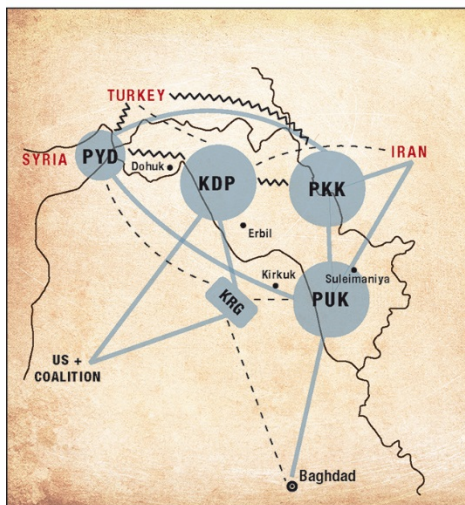 TURKEY
SYRIA
PYD
IRAN
Dohuk
KDP
PKK
Erbil
Kirkuk
Suleimaniya
KRG
PUK
US +
COALITION
Baghdad